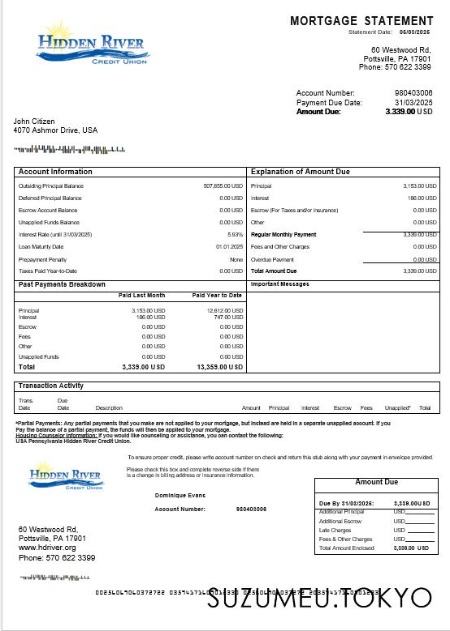 HIDDEN RIVER
CREDIT UNION
MORTGAGE STATEMENT
Statement Date:
60 Westwood Rd,
Pottsville, PA 17901
Phone: 570 622 3399
Account Number: 980403006
Payment Due Date: 31/03/2025
Amount Due: 3.339.00 USD
John Citizen
4070 Ashmor Drive, USA
Account Information
Outsiding Principal Balance
Deferred Principal Balance 0.00 USD
Escrow Account Balance 0.00 USD
Unapplied Funds Balance 0.00 USD
Interest Rate (until 31/03/2025) 5.93%
Loan Maturity Date 01.01.2025
Prepayment Penalty None
Taxes Paid Year-to-Date 0.00 USD
Explanation of Amount Due
Principal 3,153.00 USD
Interest 186.00 USD
Escrow (For Taxes and/or Insurance) 0.00 USD
Other 0.00 USD
Regular Monthly Payment 3,339.00 USD
Fees and Other Charges 0.00 USD
Overdue Payment 0.00 USD
Total Amount Due 3,339.00 USD
Past Payments Breakdown
Paid Last Month Paid Year to Date
Principal 3,153.00 USD 12,612.00 USD
Interest 186.00 USD 747.00 USD
Escrow 0.00 USD 0.00 USD
Fees 0.00 USD 0.00 USD
Other 0.00 USD 0.00 USD
Unapplied Funds 0.00 USD 0.00 USD
Total 3,339.00 USD 13,359.00 USD
Important Messages
Transaction Activity
Trans. Date Due Date Description Amount Principal Interest Escrow Fees Unapplied* Total
*Partial Payments: Any partial payments that you make are not applied to your mortgage, but instead are held in a separate unapplied account. If you
Pay the balance of a partial payment, the funds will then be applied to your mortgage.
Housing Counselor Information: If you would like counseling or assistance, you can contact the following:
USA Pennsylvania Hidden River Credit Union.
To ensure proper credit, please write account number on check and return this stub along with your payment in envelope provided.
HIDDEN RIVER
CREDIT UNION
Please check this box and complete reverse side if there
is a change in billing address or insurance information.
Dominique Evans
Account Number: 980403006
60 Westwood Rd,
Pottsville, PA 17901
www.hdriver.org
Phone: 570 622 3399
Amount Due
Due By 31/03/2025: 3,339.00USD
Additional Principal USD
Additional Escrow USD
Late Charges USD
Fees & Other Charges USD
Total Amount Enclosed USD
SUZUMEU.TOKYO